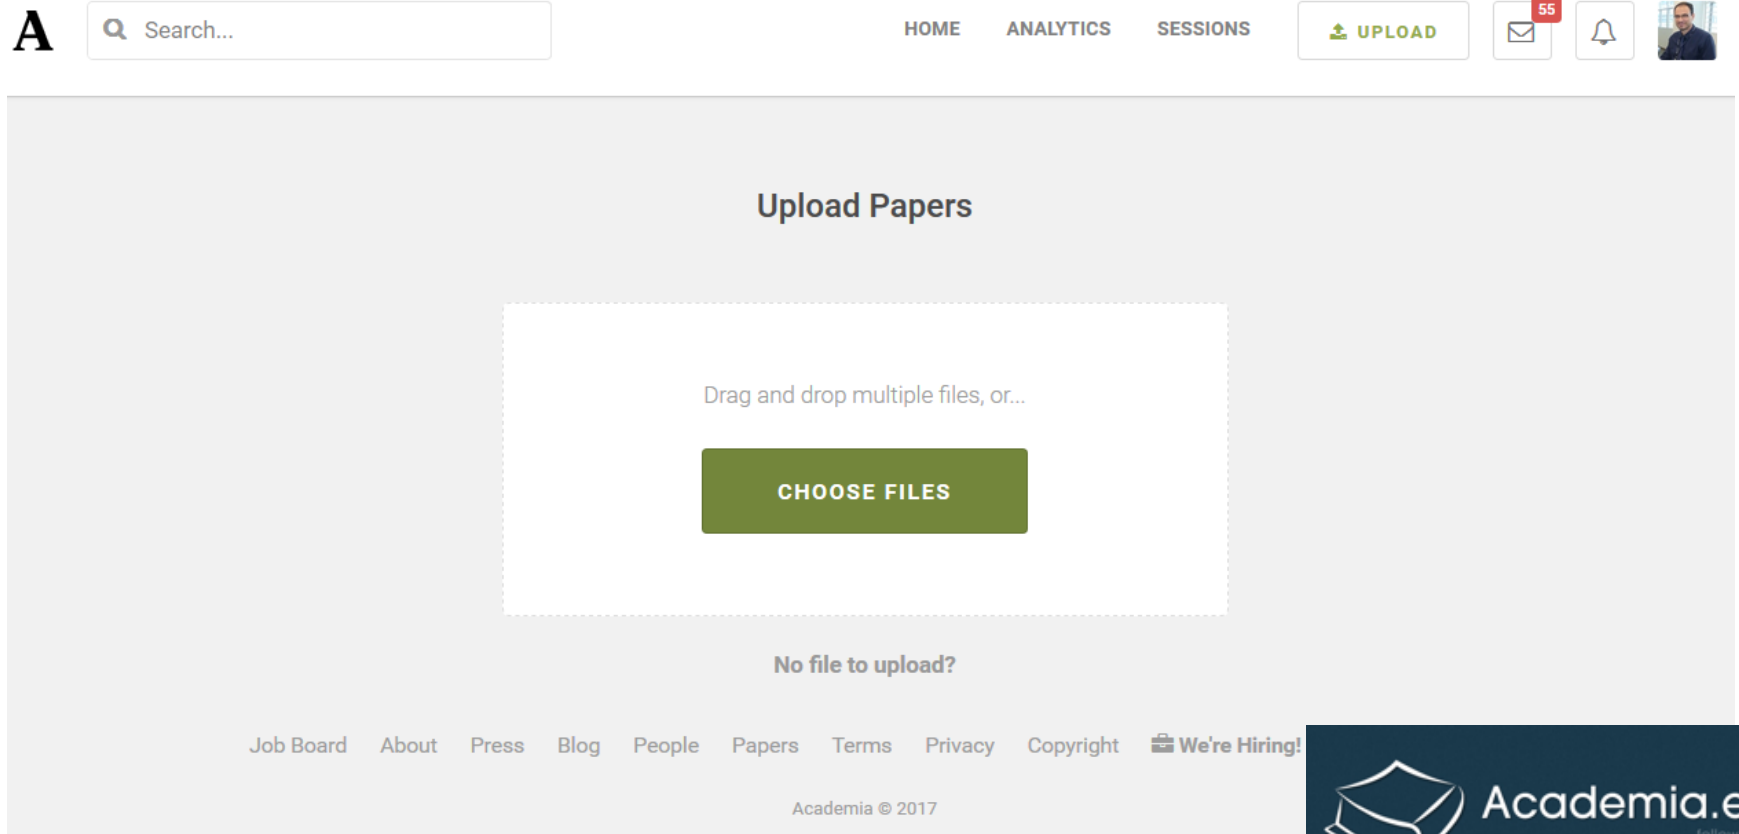 A
Search...
HOME ANALYTICS SESSIONS UPLOAD 55
Upload Papers
Drag and drop multiple files, or...
CHOOSE FILES
No file to upload?
Job Board About Press Blog People Papers Terms Privacy Copyright We're Hiring!
Academia © 2017
Academia.e